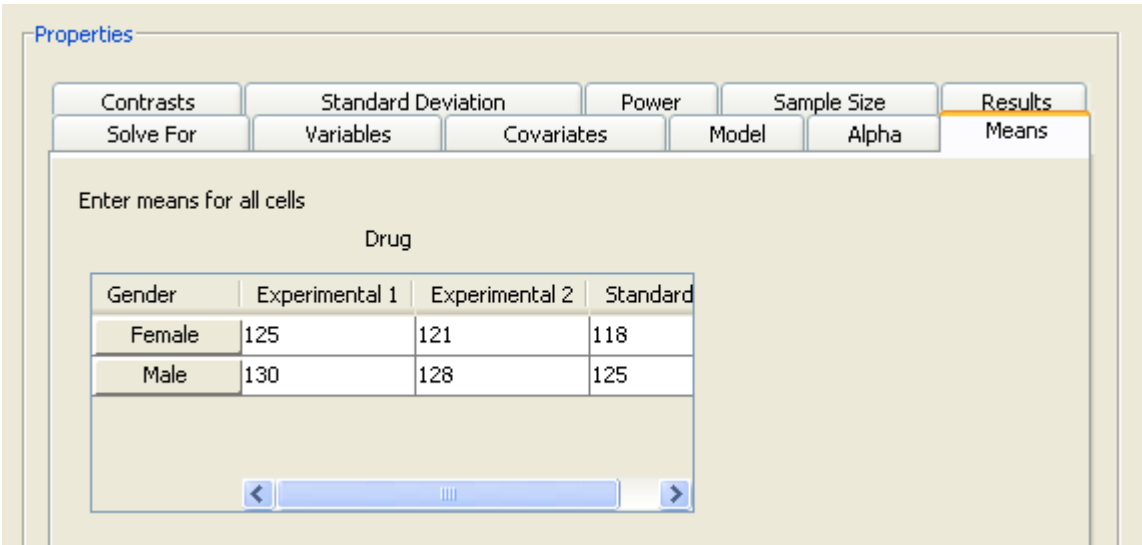 Properties
Contrasts Standard Deviation Power Sample Size Results
Solve For Variables Covariates Model Alpha Means
Enter means for all cells
Drug
Gender Experimental 1 Experimental 2 Standard
Female 125 121 118
Male 130 128 125